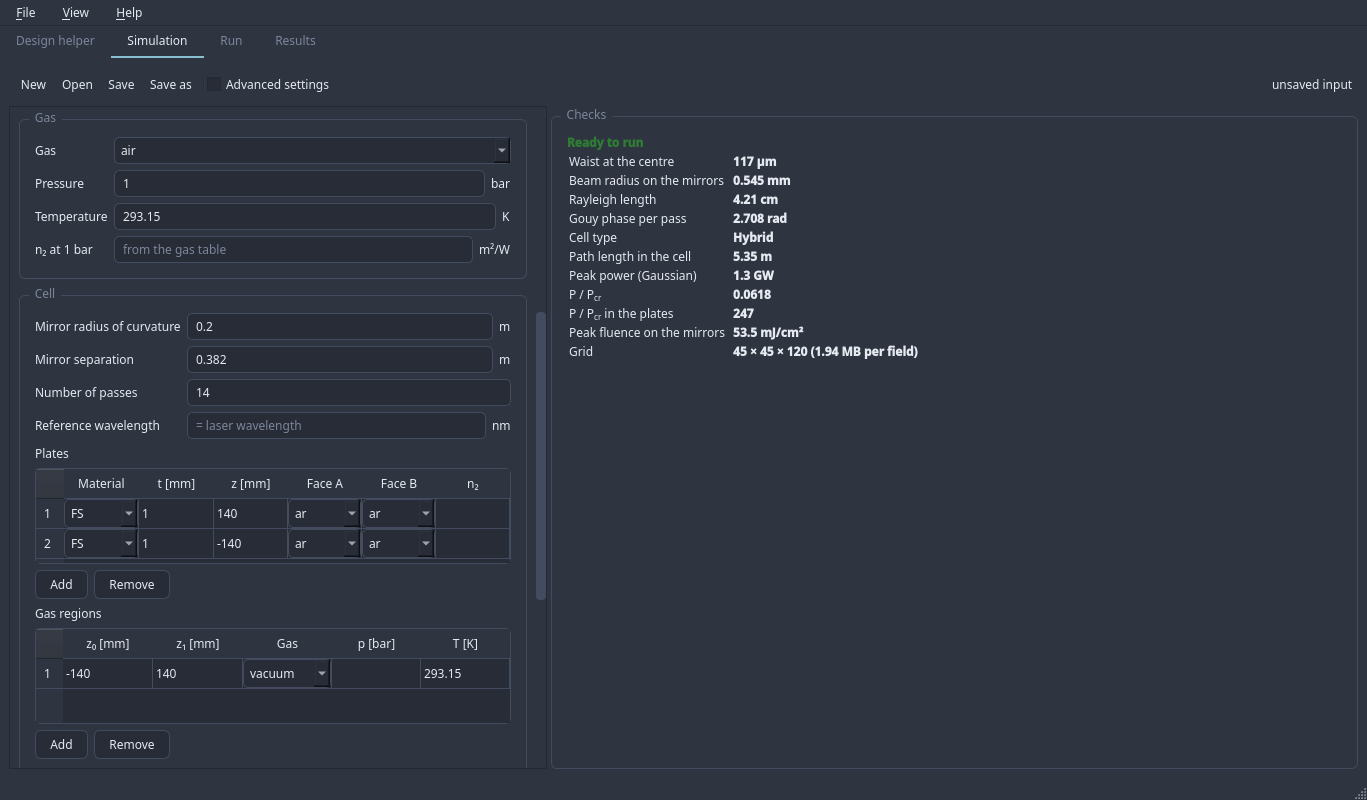 File View Help
Design helper Simulation Run Results
New Open Save Save as Advanced settings unsaved input
Gas
Gas air
Pressure 1 bar
Temperature 293.15 K
n₂ at 1 bar from the gas table m²/W
Cell
Mirror radius of curvature 0.2 m
Mirror separation 0.382 m
Number of passes 14
Reference wavelength = laser wavelength nm
Plates
Material t [mm] z [mm] Face A Face B n₂
1 FS 1 140 ar ar
2 FS 1 -140 ar ar
Add Remove
Gas regions
z₀ [mm] z₁ [mm] Gas p [bar] T [K]
1 -140 140 vacuum 293.15
Add Remove
Checks
Ready to run
Waist at the centre 117 µm
Beam radius on the mirrors 0.545 mm
Rayleigh length 4.21 cm
Gouy phase per pass 2.708 rad
Cell type Hybrid
Path length in the cell 5.35 m
Peak power (Gaussian) 1.3 GW
P / Pcr 0.0618
P / Pcr in the plates 247
Peak fluence on the mirrors 53.5 mJ/cm²
Grid 45 × 45 × 120 (1.94 MB per field)